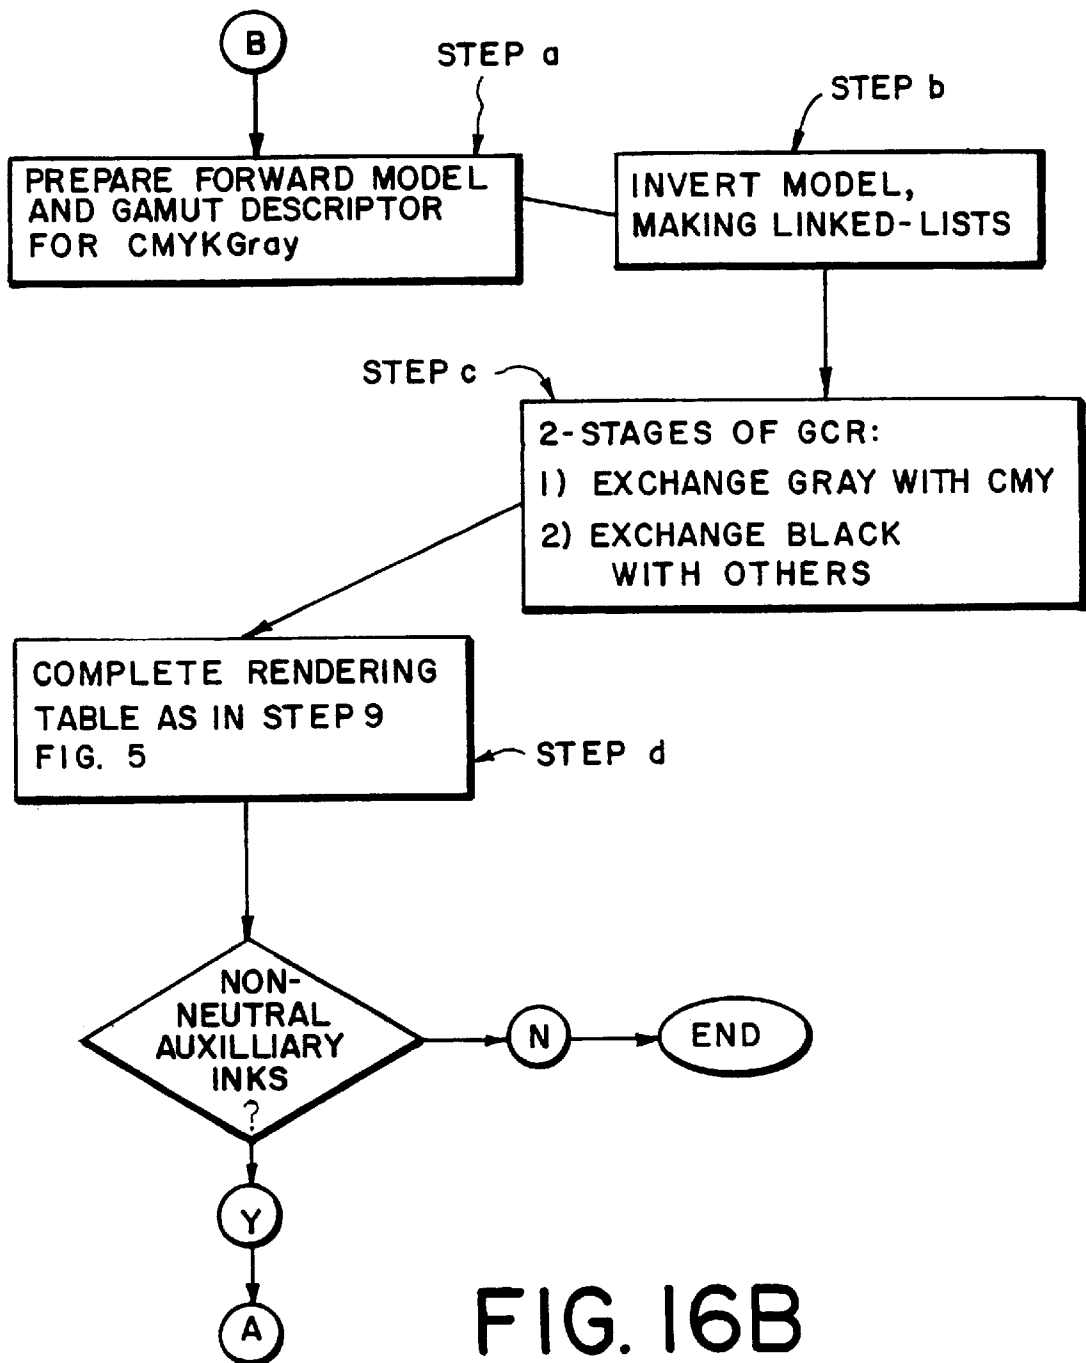 B
STEP a
STEP b
PREPARE FORWARD MODEL
AND GAMUT DESCRIPTOR
FOR CMYKGray
INVERT MODEL,
MAKING LINKED-LISTS
STEP c
2-STAGES OF GCR:
1) EXCHANGE GRAY WITH CMY
2) EXCHANGE BLACK
WITH OTHERS
COMPLETE RENDERING
TABLE AS IN STEP 9
FIG. 5
STEP d
NON-
NEUTRAL
AUXILLIARY
INKS
?
N
END
Y
A
FIG. 16B